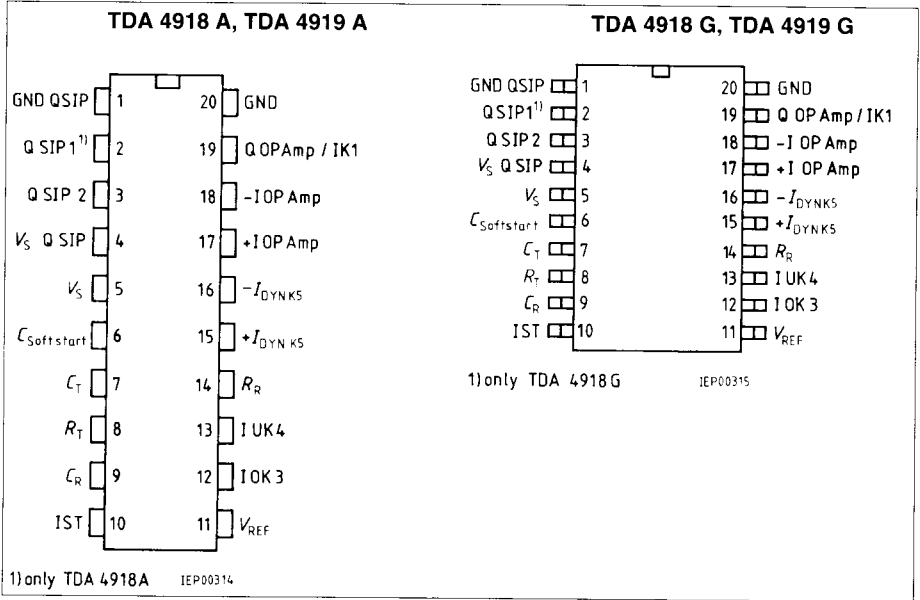 TDA 4918 A, TDA 4919 A
GND QSIP 1 20 GND
Q SIP1¹⁾ 2 19 Q OPAmp / IK1
Q SIP 2 3 18 -I OP Amp
V_S Q SIP 4 17 +I OP Amp
V_S 5 16 -I_DYNK5
C_Softstart 6 15 +I_DYN K5
C_T 7 14 R_R
R_T 8 13 I UK4
C_R 9 12 I OK3
IST 10 11 V_REF
1) only TDA 4918A IEP00314
TDA 4918 G, TDA 4919 G
GND QSIP 1 20 GND
QSIP1¹⁾ 2 19 Q OPAmp / IK1
QSIP 2 3 18 -I OP Amp
V_S QSIP 4 17 +I OP Amp
V_S 5 16 -I_DYNK5
C_Softstart 6 15 +I_DYNK5
C_T 7 14 R_R
R_T 8 13 I UK4
C_R 9 12 I OK 3
IST 10 11 V_REF
1) only TDA 4918G IEP00315